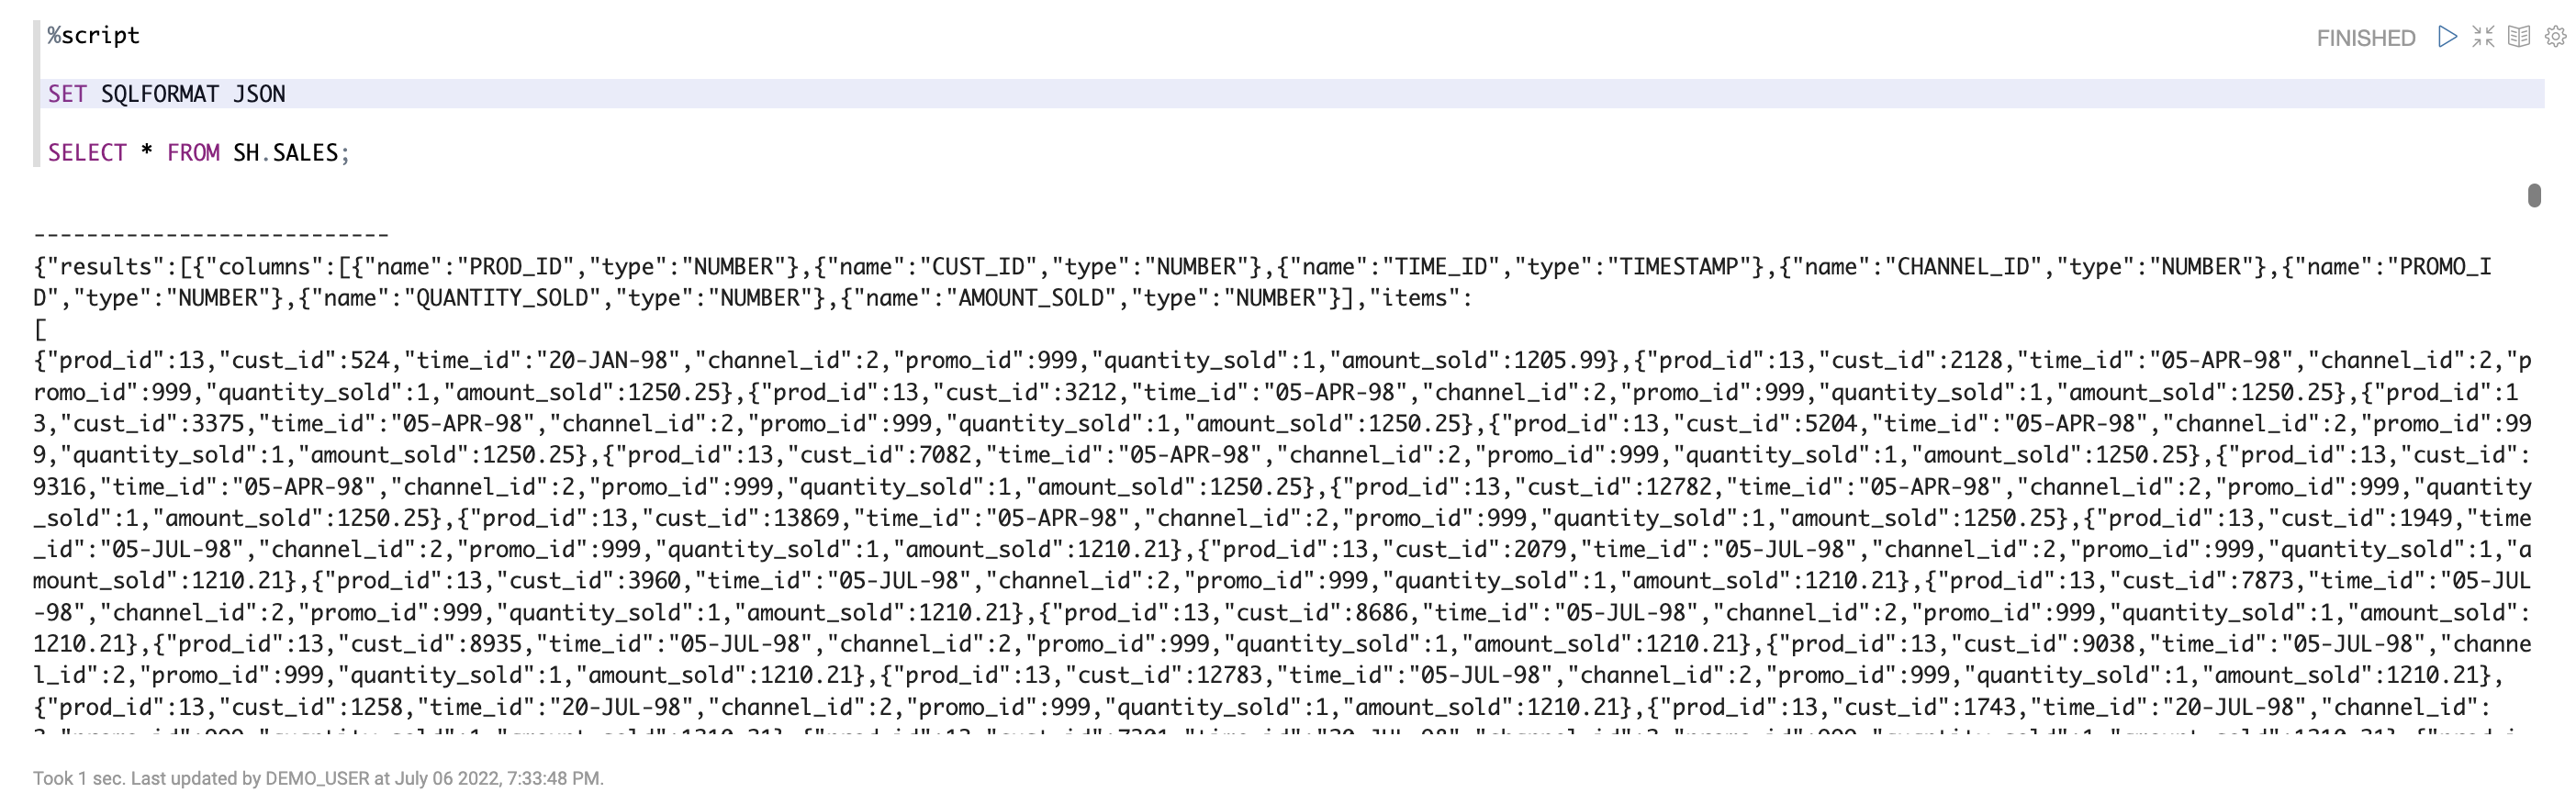 %script
FINISHED
SET SQLFORMAT JSON
SELECT * FROM SH.SALES;
---------------------------
{"results":[{"columns":[{"name":"PROD_ID","type":"NUMBER"},{"name":"CUST_ID","type":"NUMBER"},{"name":"TIME_ID","type":"TIMESTAMP"},{"name":"CHANNEL_ID","type":"NUMBER"},{"name":"PROMO_I
D","type":"NUMBER"},{"name":"QUANTITY_SOLD","type":"NUMBER"},{"name":"AMOUNT_SOLD","type":"NUMBER"}],"items":
[
{"prod_id":13,"cust_id":524,"time_id":"20-JAN-98","channel_id":2,"promo_id":999,"quantity_sold":1,"amount_sold":1205.99},{"prod_id":13,"cust_id":2128,"time_id":"05-APR-98","channel_id":2,"p
romo_id":999,"quantity_sold":1,"amount_sold":1250.25},{"prod_id":13,"cust_id":3212,"time_id":"05-APR-98","channel_id":2,"promo_id":999,"quantity_sold":1,"amount_sold":1250.25},{"prod_id":1
3,"cust_id":3375,"time_id":"05-APR-98","channel_id":2,"promo_id":999,"quantity_sold":1,"amount_sold":1250.25},{"prod_id":13,"cust_id":5204,"time_id":"05-APR-98","channel_id":2,"promo_id":99
9,"quantity_sold":1,"amount_sold":1250.25},{"prod_id":13,"cust_id":7082,"time_id":"05-APR-98","channel_id":2,"promo_id":999,"quantity_sold":1,"amount_sold":1250.25},{"prod_id":13,"cust_id":
9316,"time_id":"05-APR-98","channel_id":2,"promo_id":999,"quantity_sold":1,"amount_sold":1250.25},{"prod_id":13,"cust_id":12782,"time_id":"05-APR-98","channel_id":2,"promo_id":999,"quantity
_sold":1,"amount_sold":1250.25},{"prod_id":13,"cust_id":13869,"time_id":"05-APR-98","channel_id":2,"promo_id":999,"quantity_sold":1,"amount_sold":1250.25},{"prod_id":13,"cust_id":1949,"time
_id":"05-JUL-98","channel_id":2,"promo_id":999,"quantity_sold":1,"amount_sold":1210.21},{"prod_id":13,"cust_id":2079,"time_id":"05-JUL-98","channel_id":2,"promo_id":999,"quantity_sold":1,"a
mount_sold":1210.21},{"prod_id":13,"cust_id":3960,"time_id":"05-JUL-98","channel_id":2,"promo_id":999,"quantity_sold":1,"amount_sold":1210.21},{"prod_id":13,"cust_id":7873,"time_id":"05-JUL
-98","channel_id":2,"promo_id":999,"quantity_sold":1,"amount_sold":1210.21},{"prod_id":13,"cust_id":8686,"time_id":"05-JUL-98","channel_id":2,"promo_id":999,"quantity_sold":1,"amount_sold":
1210.21},{"prod_id":13,"cust_id":8935,"time_id":"05-JUL-98","channel_id":2,"promo_id":999,"quantity_sold":1,"amount_sold":1210.21},{"prod_id":13,"cust_id":9038,"time_id":"05-JUL-98","channe
l_id":2,"promo_id":999,"quantity_sold":1,"amount_sold":1210.21},{"prod_id":13,"cust_id":12783,"time_id":"05-JUL-98","channel_id":2,"promo_id":999,"quantity_sold":1,"amount_sold":1210.21},
{"prod_id":13,"cust_id":1258,"time_id":"20-JUL-98","channel_id":2,"promo_id":999,"quantity_sold":1,"amount_sold":1210.21},{"prod_id":13,"cust_id":1743,"time_id":"20-JUL-98","channel_id":
Took 1 sec. Last updated by DEMO_USER at July 06 2022, 7:33:48 PM.